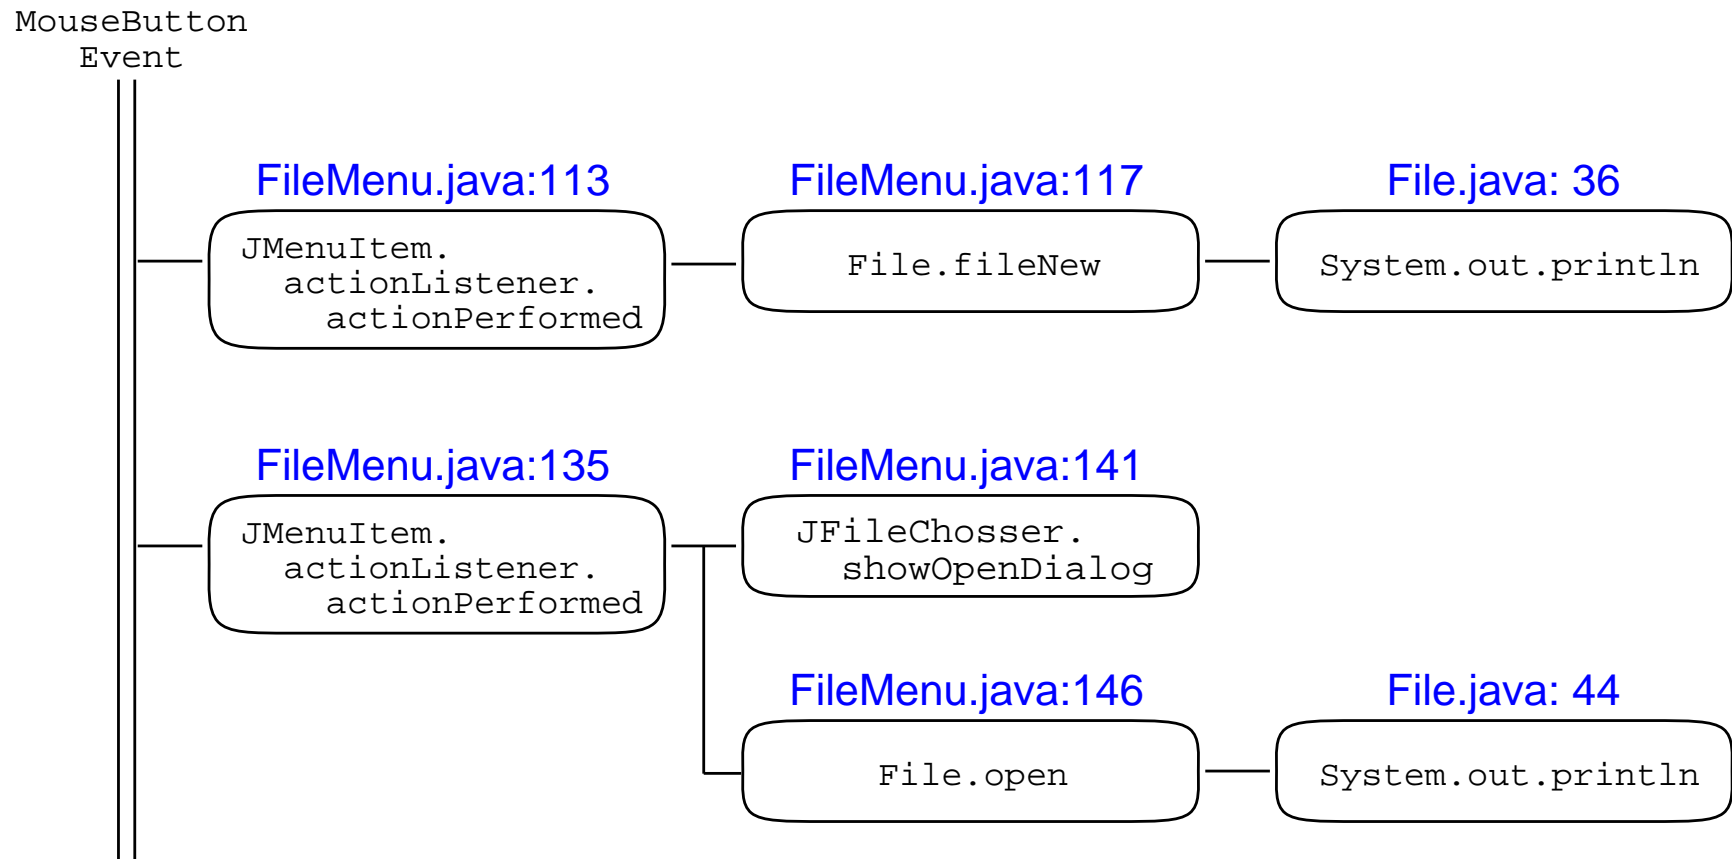 MouseButton
Event
FileMenu.java:113
FileMenu.java:117
File.java: 36
JMenuItem.
actionListener.
actionPerformed
File.fileNew
System.out.println
FileMenu.java:135
FileMenu.java:141
JMenuItem.
actionListener.
actionPerformed
JFileChosser.
showOpenDialog
FileMenu.java:146
File.java: 44
File.open
System.out.println